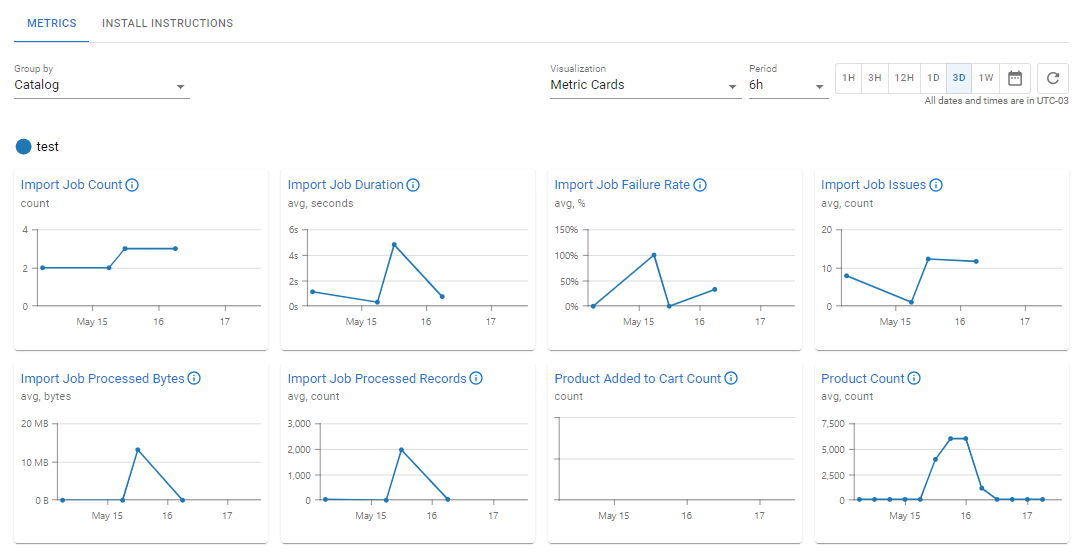 METRICS INSTALL INSTRUCTIONS
Group by
Catalog
Visualization
Metric Cards
Period
6h
1H 3H 12H 1D 3D 1W
All dates and times are in UTC-03
test
Import Job Count
count
4
2
0
May 15 16 17
Import Job Duration
avg, seconds
6s
4s
2s
0s
May 15 16 17
Import Job Failure Rate
avg, %
150%
100%
50%
0%
May 15 16 17
Import Job Issues
avg, count
20
10
0
May 15 16 17
Import Job Processed Bytes
avg, bytes
20 MB
10 MB
0 B
May 15 16 17
Import Job Processed Records
avg, count
3,000
2,000
1,000
0
May 15 16 17
Product Added to Cart Count
count
May 15 16 17
Product Count
avg, count
7,500
5,000
2,500
0
May 15 16 17